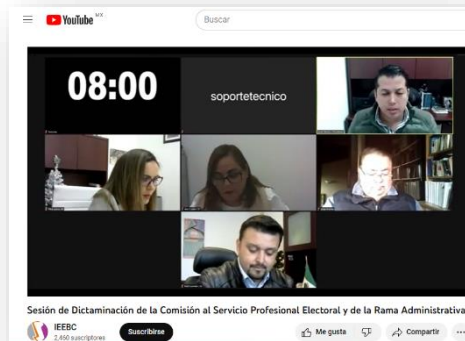 YouTube MX
Buscar
08:00
soportetecnico
Sesión de Dictaminación de la Comisión al Servicio Profesional Electoral y de la Rama Administrativa
IEEBC
2,460 suscriptores
Suscribirse
Me gusta
Compartir